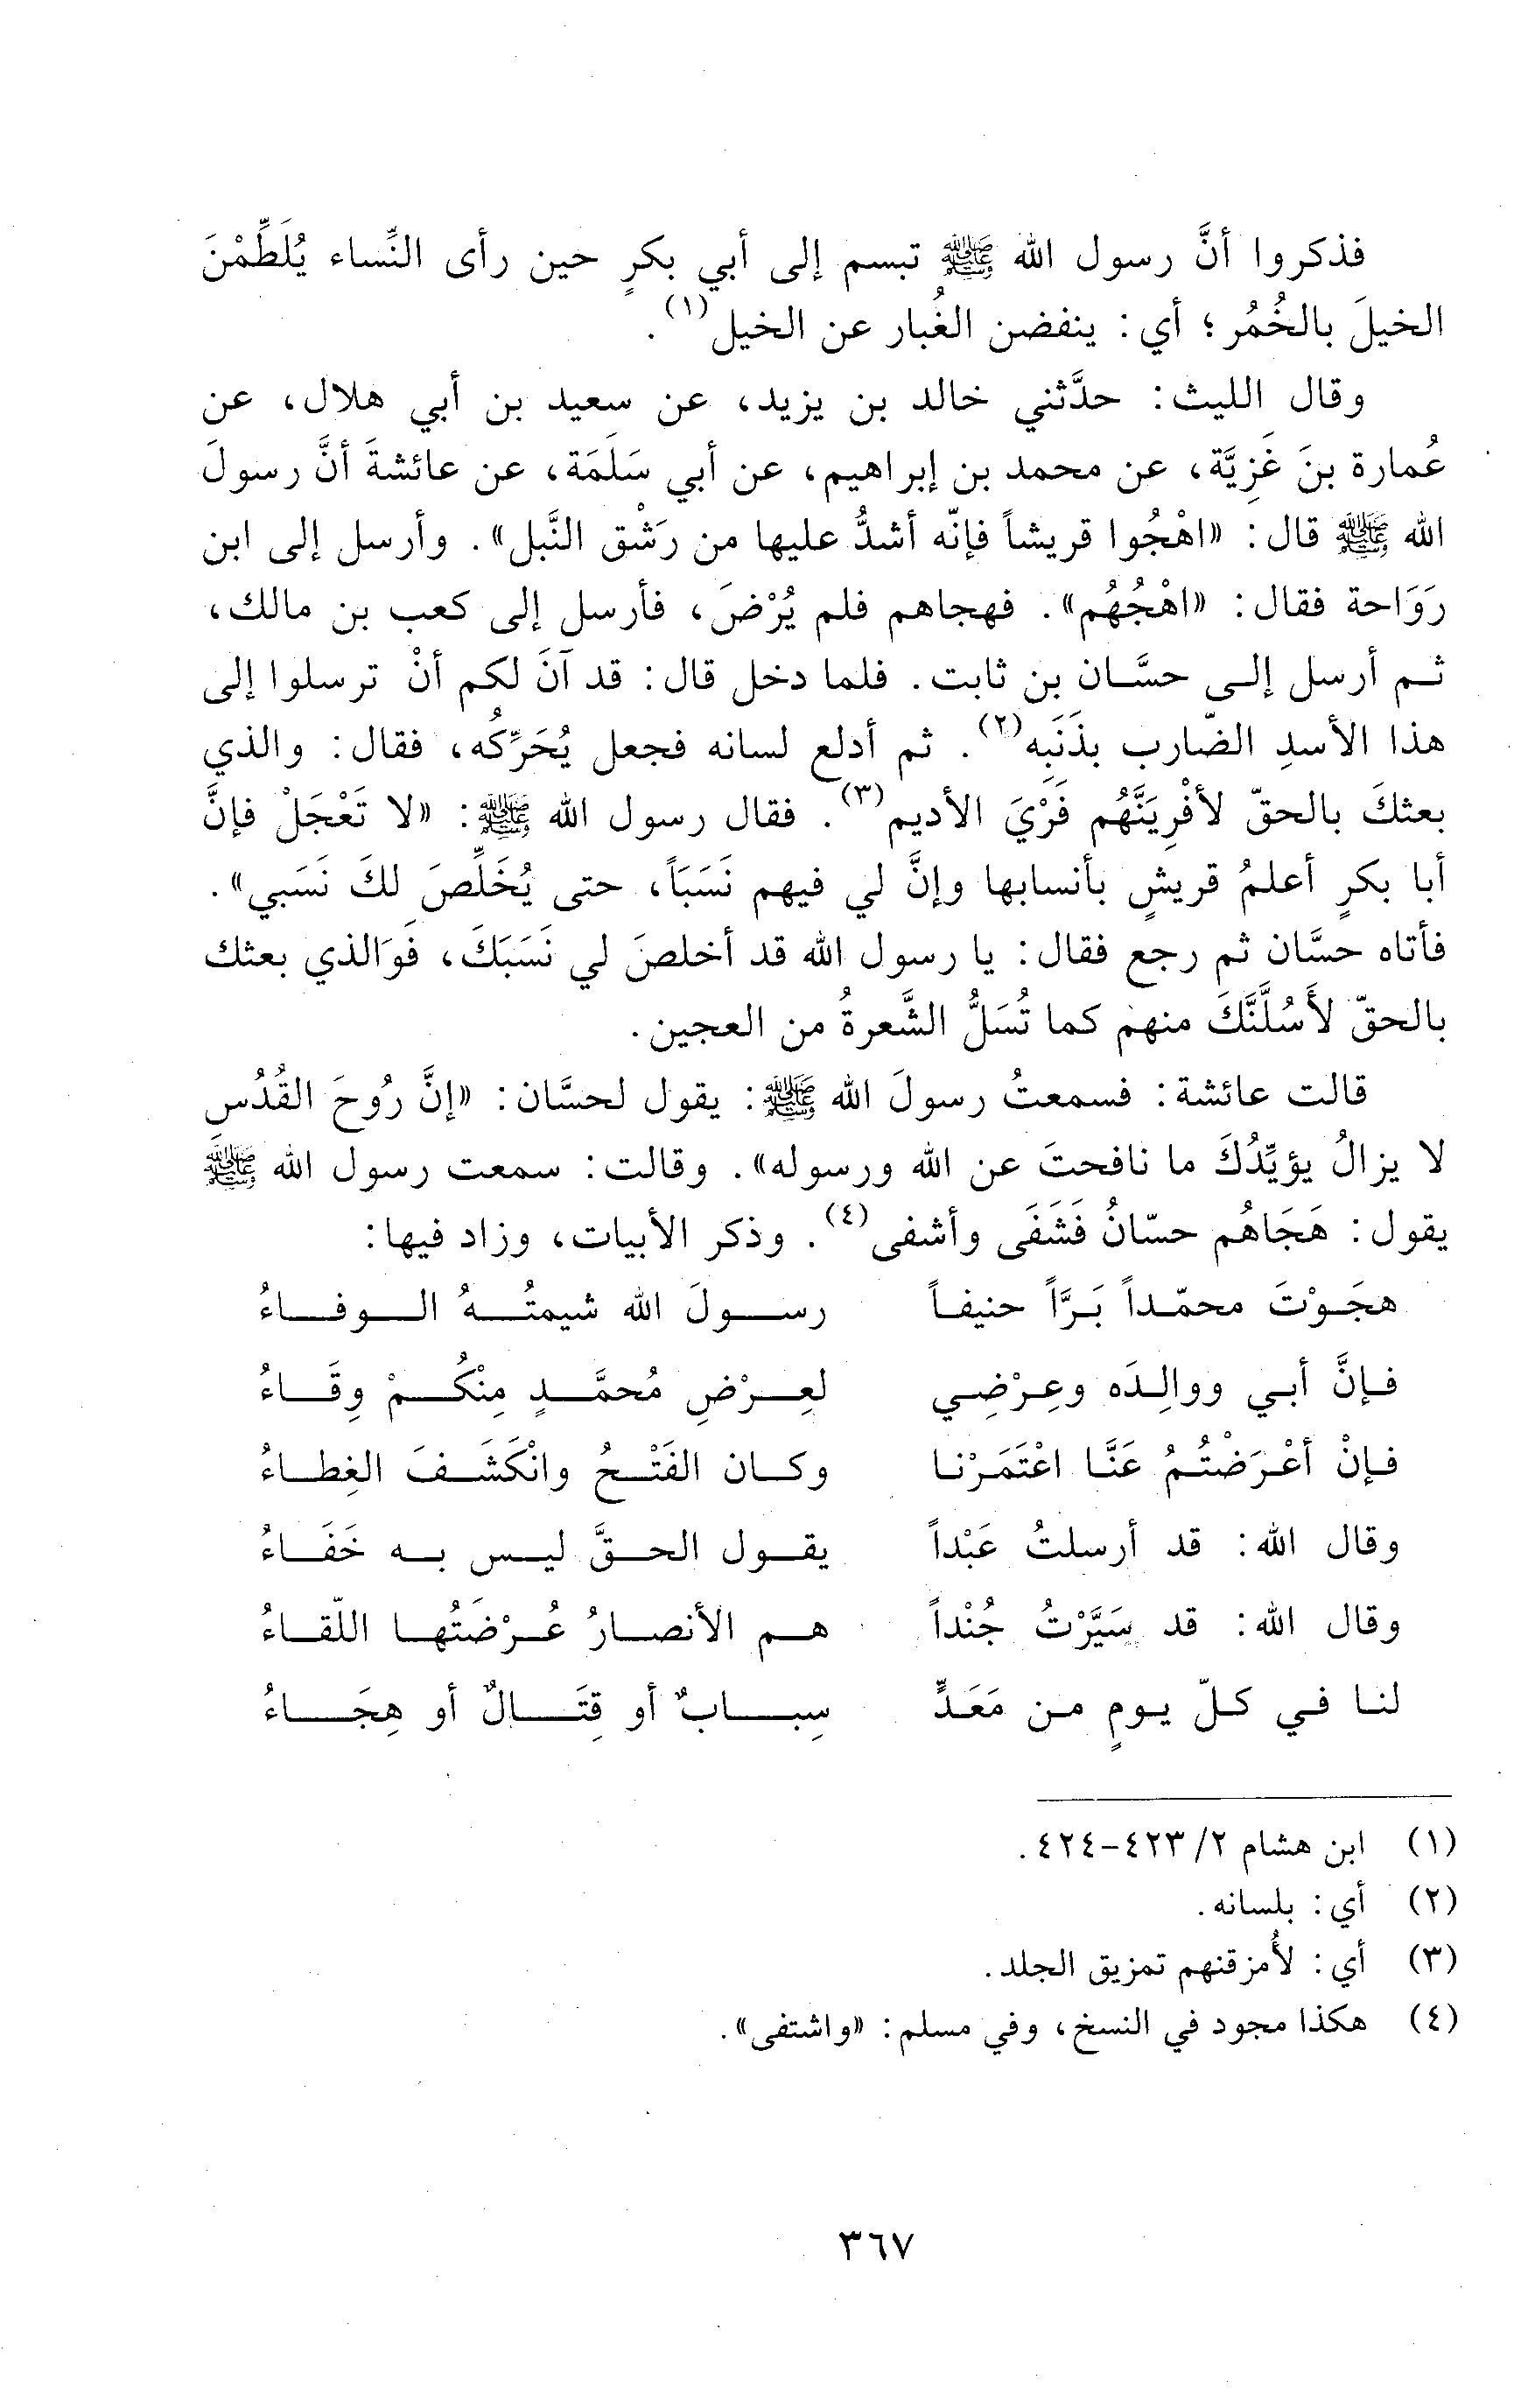 فذكروا أنَّ رسول الله ﷺ تبسم إلى أبي بكرٍ حين رأى النِّساء يُلَطِّمْنَ
الخيلَ بالخُمُر؛ أي: ينفضن الغُبار عن الخيل(١).
وقال الليث: حدَّثني خالد بن يزيد، عن سعيد بن أبي هلال، عن
عُمارة بنَ غَزِيَّة، عن محمد بن إبراهيم، عن أبي سَلَمَة، عن عائشةَ أنَّ رسولَ
الله ﷺ قال: «اهْجُوا قريشاً فإنّه أشدُّ عليها من رَشْق النَّبل». وأرسل إلى ابن
رَوَاحة فقال: «اهْجُهُم». فهجاهم فلم يُرْضَ، فأرسل إلى كعب بن مالك،
ثم أرسل إلى حسَّان بن ثابت. فلما دخل قال: قد آنَ لكم أنْ ترسلوا إلى
هذا الأسدِ الضّارب بذَنَبِه(٢). ثم أدلع لسانه فجعل يُحَرِّكُه، فقال: والذي
بعثكَ بالحقّ لأفْرِيَنَّهُم فَرْيَ الأديم(٣). فقال رسول الله ﷺ: «لا تَعْجَلْ فإنَّ
أبا بكرٍ أعلمُ قريشٍ بأنسابها وإنَّ لي فيهم نَسَبَاً، حتى يُخَلِّصَ لكَ نَسَبي».
فأتاه حسَّان ثم رجع فقال: يا رسول الله قد أخلصَ لي نَسَبَكَ، فَوَالذي بعثك
بالحقّ لأَسُلَّنَّكَ منهم كما تُسَلُّ الشَّعرةُ من العجين.
قالت عائشة: فسمعتُ رسولَ الله ﷺ: يقول لحسَّان: «إنَّ رُوحَ القُدُسِ
لا يزالُ يؤيِّدُكَ ما نافحتَ عن الله ورسوله». وقالت: سمعت رسول الله ﷺ
يقول: هَجَاهُم حسّانُ فَشَفَى وأشفى(٤). وذكر الأبيات، وزاد فيها:
هجَوْتَ محمّداً بَرَّاً حنيفاً رسولَ الله شيمتُهُ الوفاءُ
فإنَّ أبي ووالِدَه وعِرْضِي لعِرْضِ مُحمَّدٍ مِنْكُمْ وِقَاءُ
فإنْ أعْرَضْتُمُ عَنَّا اعْتَمَرْنا وكان الفَتْحُ وانْكَشَفَ الغِطاءُ
وقال الله: قد أرسلتُ عَبْداً يقول الحقَّ ليس به خَفَاءُ
وقال الله: قد سَيَّرْتُ جُنْداً هم الأنصارُ عُرْضَتُها اللّقاءُ
لنا في كلّ يومٍ من مَعَدٍّ سِبابٌ أو قِتَالٌ أو هِجَاءُ
(١) ابن هشام ٢/ ٤٢٣-٤٢٤.
(٢) أي: بلسانه.
(٣) أي: لأُمزقنهم تمزيق الجلد.
(٤) هكذا مجود في النسخ، وفي مسلم: «واشتفى».
٣٦٧